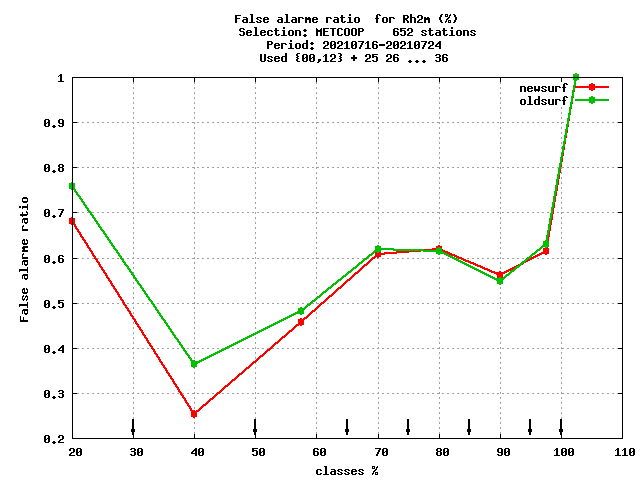 False alarme ratio  for Rh2m (%)
Selection: METCOOP    652 stations
Period: 20210716-20210724
Used {00,12} + 25 26 ... 36
newsurf
oldsurf
1
0.9
0.8
0.7
0.6
0.5
0.4
0.3
0.2
False alarme ratio
20 30 40 50 60 70 80 90 100 110
classes %